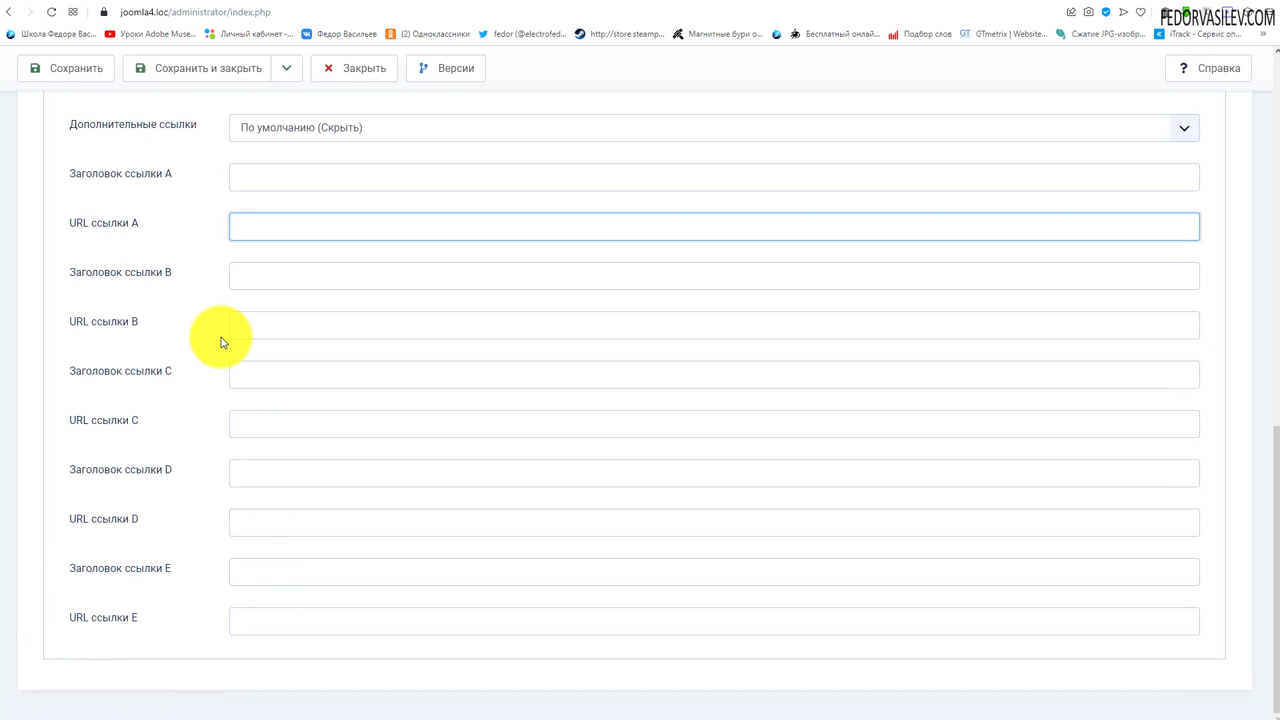 joomla4.loc/administrator/index.php
FEDORVASILEV.COM
Школа Федора Вас... Уроки Adobe Muse... Личный кабинет -... Федор Васильев (2) Одноклассники fedor (@electrofed... http://store.steamp... Магнитные бури о... Бесплатный онлай... Подбор слов GTmetrix | Website... Сжатие JPG-изобр... iTrack - Сервис оп... »
Сохранить Сохранить и закрыть Закрыть Версии Справка
Дополнительные ссылки По умолчанию (Скрыть)
Заголовок ссылки A
URL ссылки A
Заголовок ссылки B
URL ссылки B
Заголовок ссылки C
URL ссылки C
Заголовок ссылки D
URL ссылки D
Заголовок ссылки E
URL ссылки E